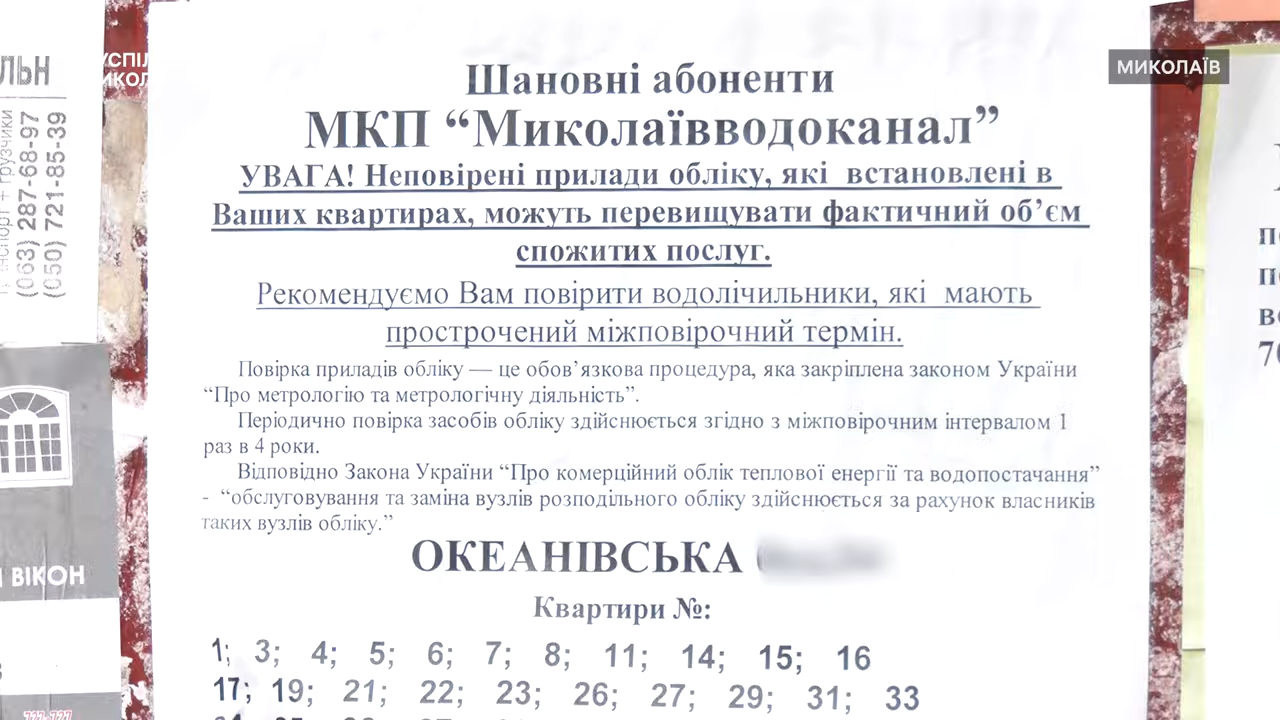 МИКОЛАЇВ
Шановні абоненти
МКП “Миколаївводоканал”
УВАГА! Неповірені прилади обліку, які встановлені в
Ваших квартирах, можуть перевищувати фактичний об’єм
спожитих послуг.
Рекомендуємо Вам повірити водолічильники, які мають
прострочений міжповірочний термін.
Повірка приладів обліку — це обов’язкова процедура, яка закріплена законом України
“Про метрологію та метрологічну діяльність”.
Періодично повірка засобів обліку здійснюється згідно з міжповірочним інтервалом 1
раз в 4 роки.
Відповідно Закона України “Про комерційний облік теплової енергії та водопостачання”
- “обслуговування та заміна вузлів розподільного обліку здійснюється за рахунок власників
таких вузлів обліку.”
ОКЕАНІВСЬКА
Квартири №:
1; 3; 4; 5; 6; 7; 8; 11; 14; 15; 16
17; 19; 21; 22; 23; 26; 27; 29; 31; 33
грузчики
(063) 287-68-97
(050) 721-85-39
ВІКОН